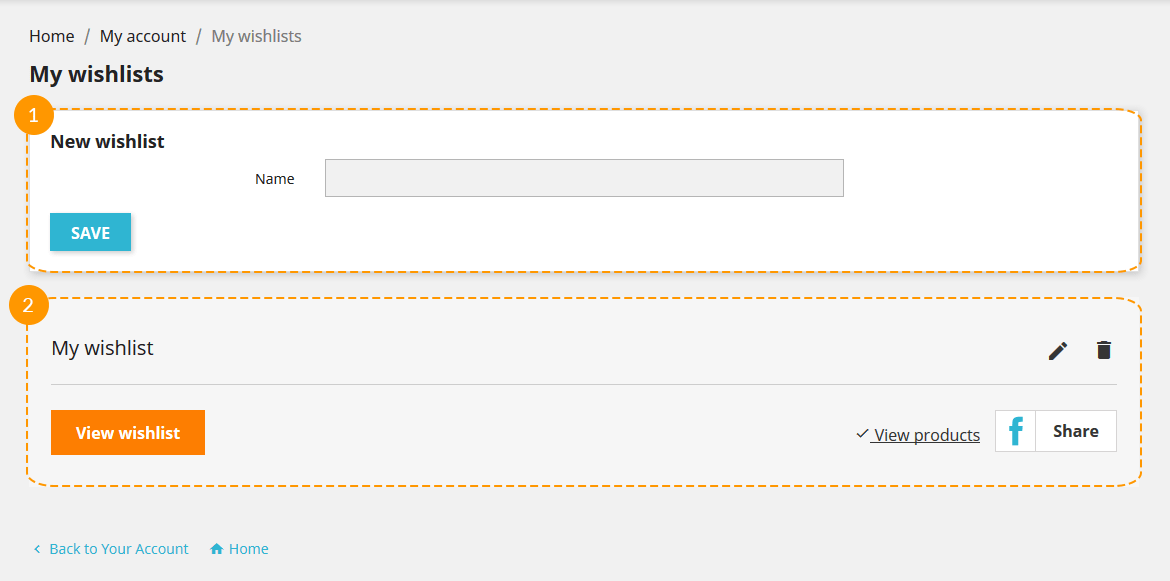 Home / My account / My wishlists
My wishlists
1
New wishlist
Name
SAVE
2
My wishlist
View wishlist
View products
Share
Back to Your Account Home